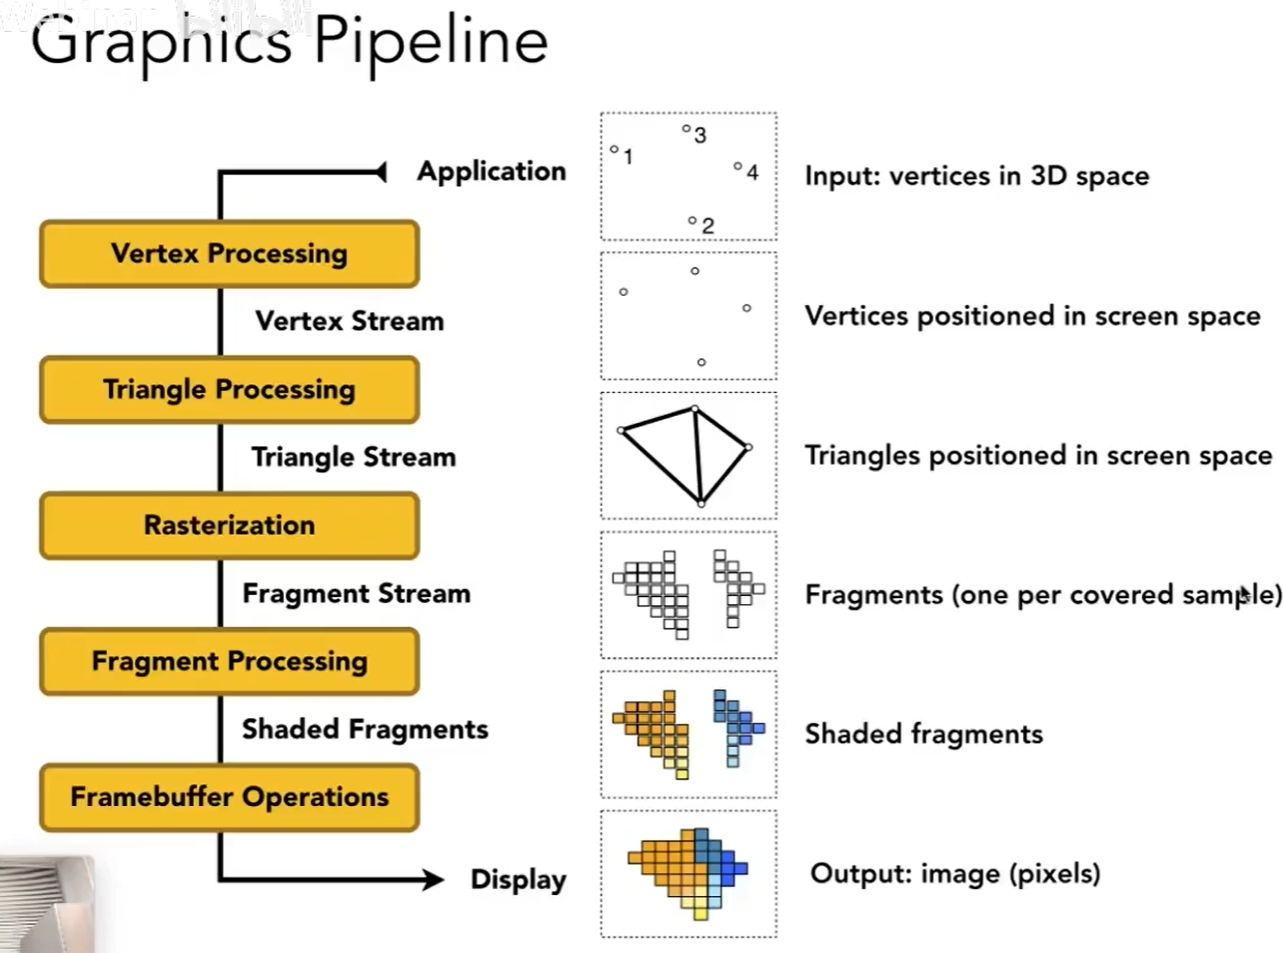 Webinar bilibili
Graphics Pipeline
Application
Vertex Processing
Vertex Stream
Triangle Processing
Triangle Stream
Rasterization
Fragment Stream
Fragment Processing
Shaded Fragments
Framebuffer Operations
Display
3
1
4
2
Input: vertices in 3D space
Vertices positioned in screen space
Triangles positioned in screen space
Fragments (one per covered sample)
Shaded fragments
Output: image (pixels)